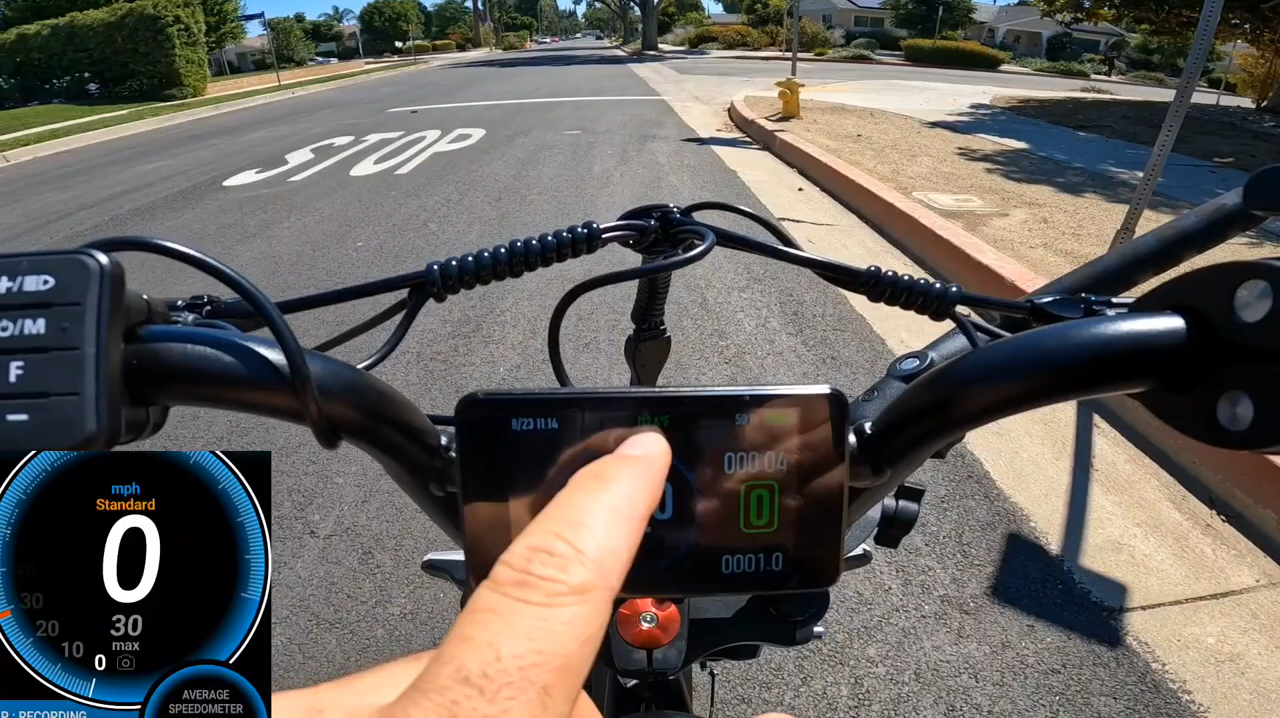 STOP
+/
⏻/M
F
-
8/23 11:14
000:04
0
0001.0
mph
Standard
0
30
max
30
20
10
0
AVERAGE
SPEEDOMETER
: RECORDING